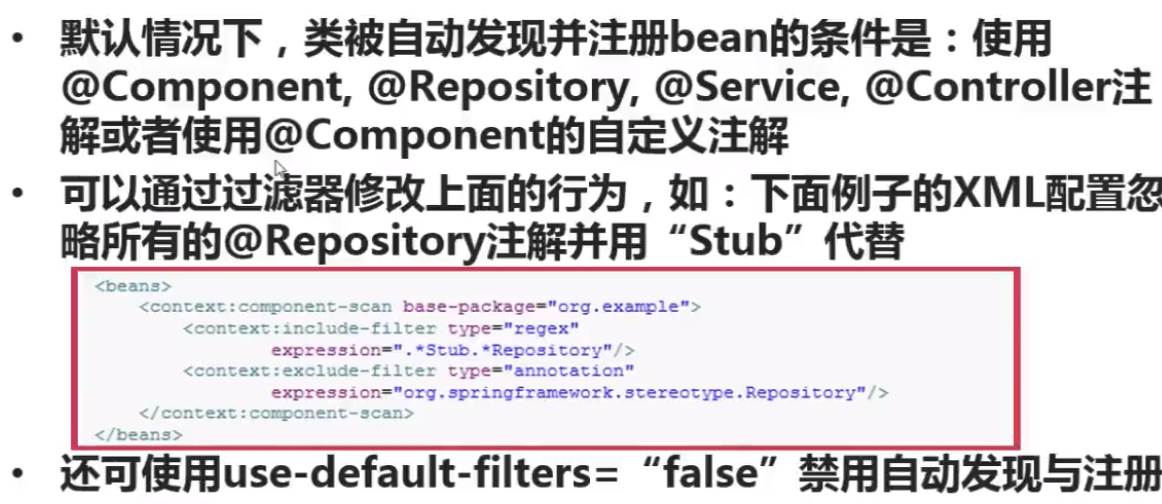 • 默认情况下，类被自动发现并注册bean的条件是：使用
@Component, @Repository, @Service, @Controller注
解或者使用@Component的自定义注解
• 可以通过过滤器修改上面的行为，如：下面例子的XML配置忽
略所有的@Repository注解并用“Stub”代替
<beans>
<context:component-scan base-package="org.example">
<context:include-filter type="regex"
expression=".*Stub.*Repository"/>
<context:exclude-filter type="annotation"
expression="org.springframework.stereotype.Repository"/>
</context:component-scan>
</beans>
• 还可使用use-default-filters=“false”禁用自动发现与注册